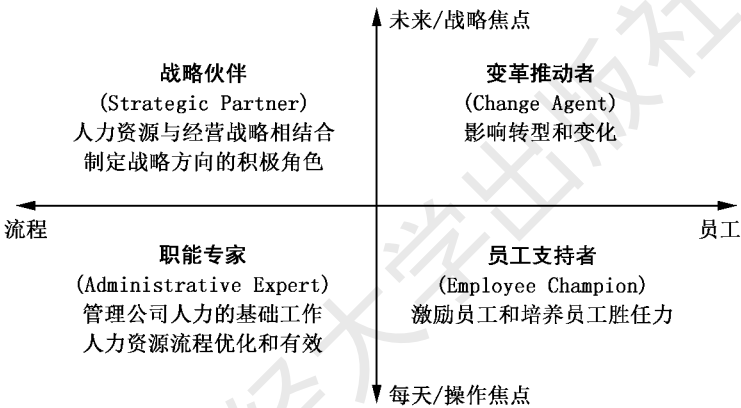 未来/战略焦点
战略伙伴
(Strategic Partner)
人力资源与经营战略相结合
制定战略方向的积极角色
变革推动者
(Change Agent)
影响转型和变化
流程
员工
职能专家
(Administrative Expert)
管理公司人力的基础工作
人力资源流程优化和有效
员工支持者
(Employee Champion)
激励员工和培养员工胜任力
每天/操作焦点
大学出版社